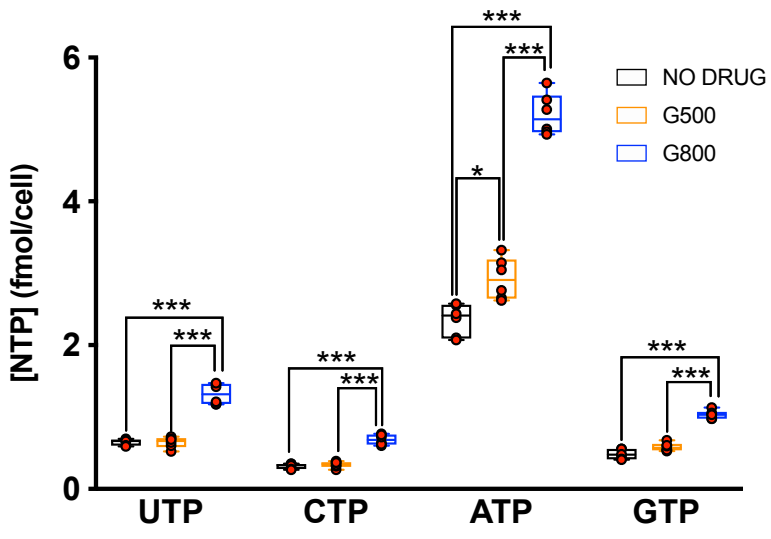 ***
***
6
NO DRUG
G500
G800
4
*
[NTP] (fmol/cell)
2
***
***
***
***
***
***
0
UTP CTP ATP GTP